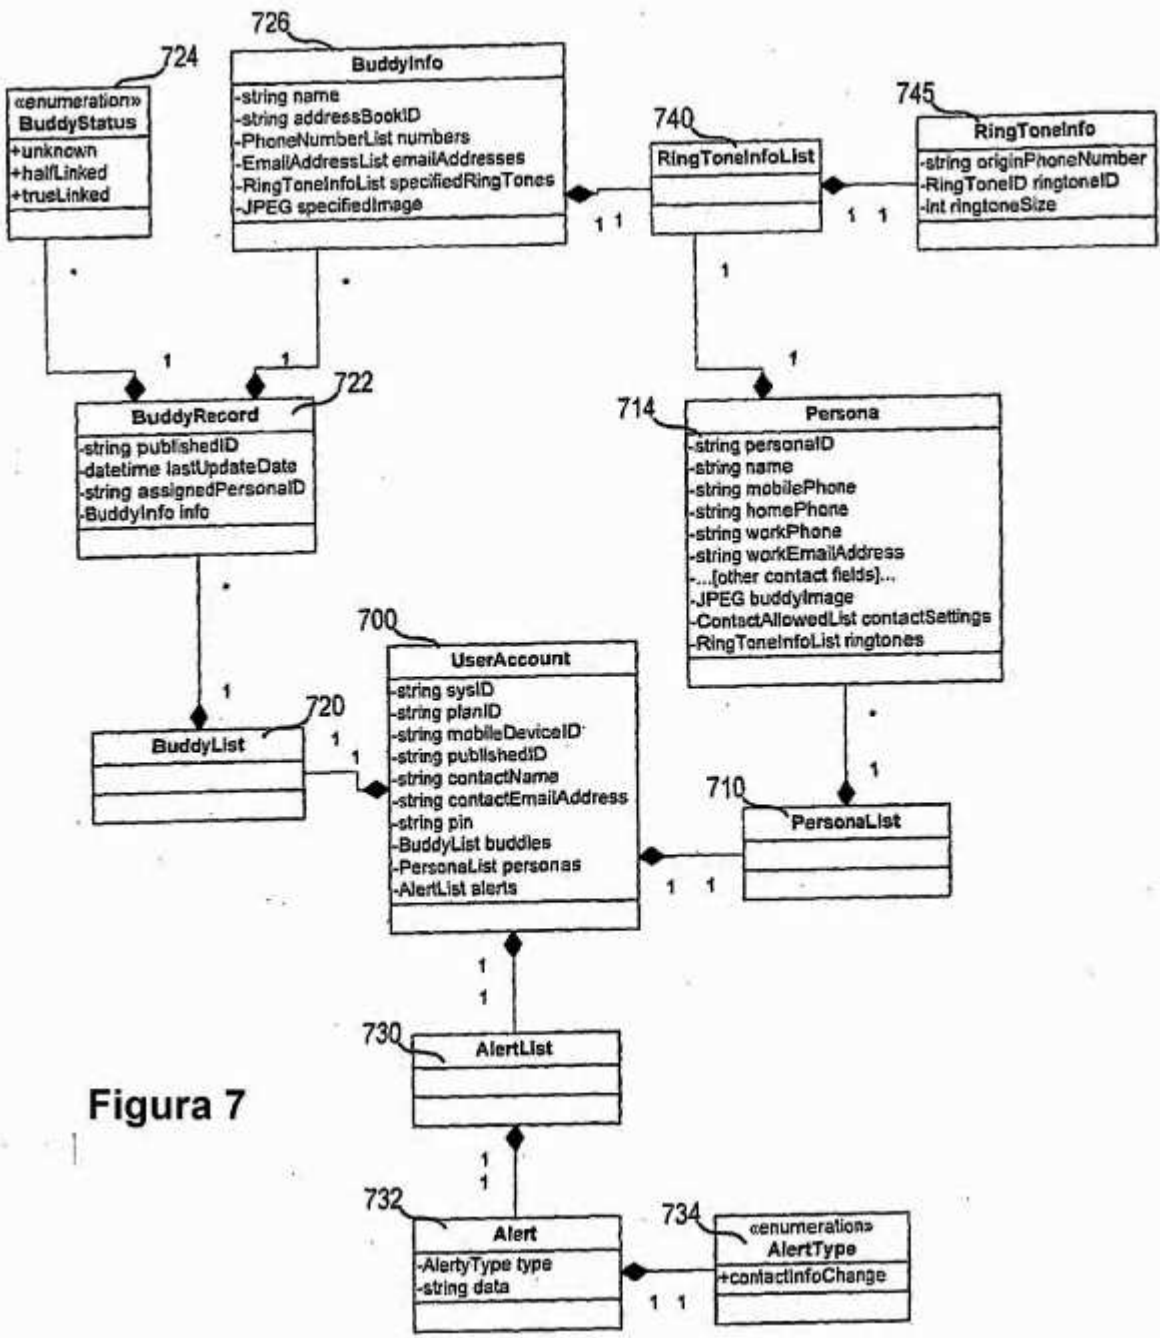 726
BuddyInfo
-string name
-string addressBookID
-PhoneNumberList numbers
-EmailAddressList emailAddresses
-RingToneInfoList specifiedRingTones
-JPEG specifiedImage
724
«enumeration»
BuddyStatus
+unknown
+halfLinked
+trueLinked
740
RingToneInfoList
745
RingToneInfo
-string originPhoneNumber
-RingToneID ringtoneID
-int ringtoneSize
1 1
1 1
*
*
1
1
1
1
722
BuddyRecord
-string publishedID
-datetime lastUpdateDate
-string assignedPersonaID
-BuddyInfo info
714
Persona
-string personaID
-string name
-string mobilePhone
-string homePhone
-string workPhone
-string workEmailAddress
-...[other contact fields]...
-JPEG buddyImage
-ContactAllowedList contactSettings
-RingToneInfoList ringtones
*
1
720
BuddyList
1
1
700
UserAccount
-string sysID
-string planID
-string mobileDeviceID
-string publishedID
-string contactName
-string contactEmailAddress
-string pin
-BuddyList buddies
-PersonaList personas
-AlertList alerts
*
1
710
PersonaList
1 1
1
1
730
AlertList
Figura 7
1
1
732
Alert
-AlertyType type
-string data
734
«enumeration»
AlertType
+contactInfoChange
1 1